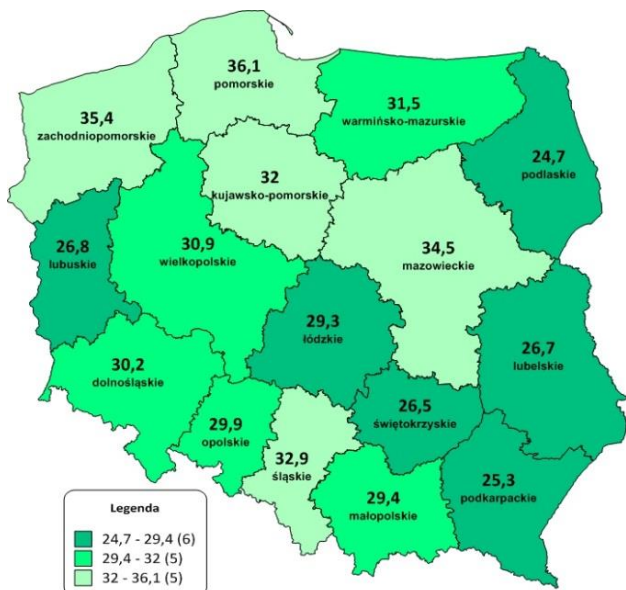 36,1
pomorskie
35,4
zachodniopomorskie
31,5
warmińsko-mazurskie
24,7
podlaskie
32
kujawsko-pomorskie
26,8
lubuskie
30,9
wielkopolskie
34,5
mazowieckie
29,3
łódzkie
26,7
lubelskie
30,2
dolnośląskie
29,9
opolskie
26,5
świętokrzyskie
32,9
śląskie
29,4
małopolskie
25,3
podkarpackie
Legenda
24,7 - 29,4 (6)
29,4 - 32 (5)
32 - 36,1 (5)